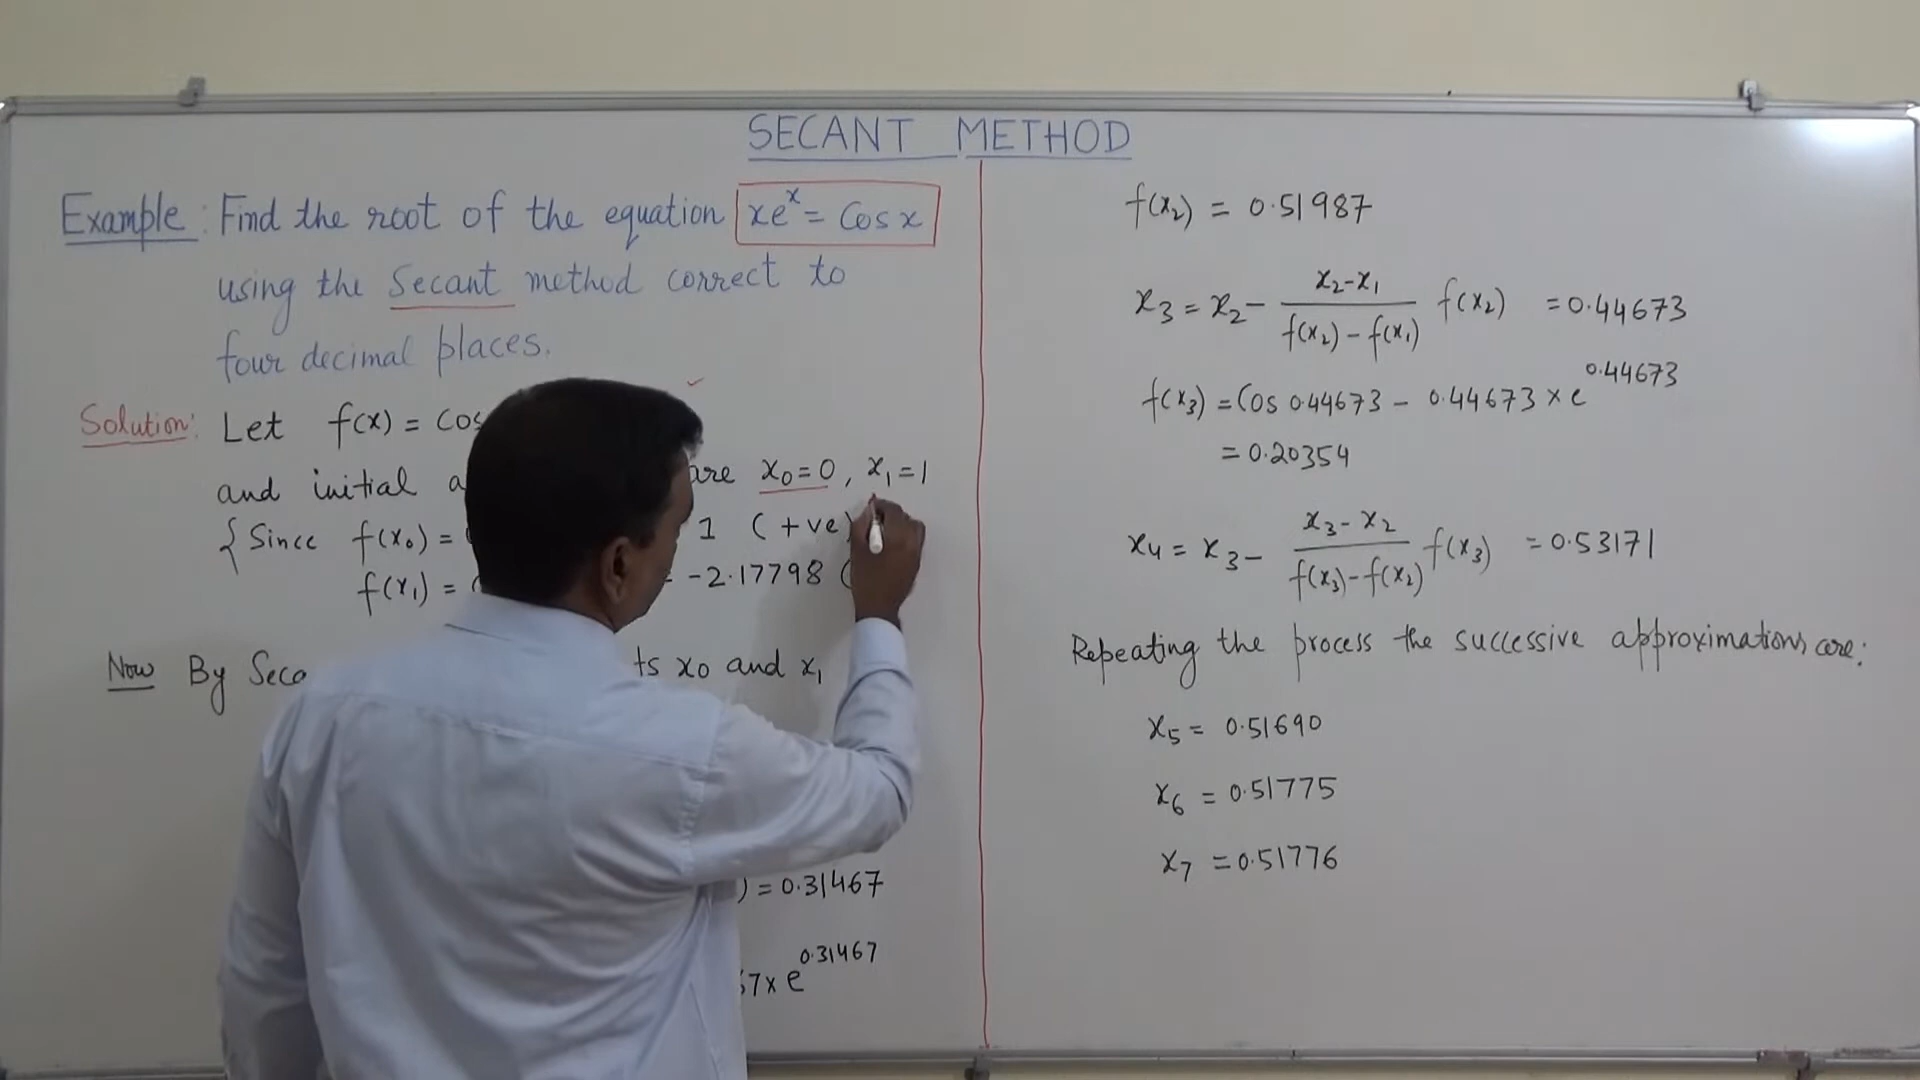 SECANT METHOD
Example: Find the root of the equation xe^x = Cos x
using the Secant method correct to
four decimal places.
Solution: Let f(x) = Cos
and initial are x₀=0, x₁=1
{Since f(x₀) = 1 (+ve)
f(x₁) = = -2.17798 (
Now By Seca ts x₀ and x₁
) = 0.31467
67x e^0.31467
f(x₂) = 0.51987
x₃ = x₂ - (x₂-x₁)/(f(x₂)-f(x₁)) f(x₂) = 0.44673
f(x₃) = Cos 0.44673 - 0.44673 × e^0.44673
= 0.20354
x₄ = x₃ - (x₃-x₂)/(f(x₃)-f(x₂)) f(x₃) = 0.53171
Repeating the process the successive approximations are:
x₅ = 0.51690
x₆ = 0.51775
x₇ = 0.51776